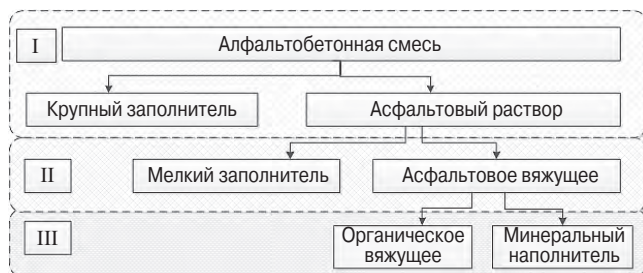 I
Алфальтобетонная смесь
Крупный заполнитель
Асфальтовый раствор
II
Мелкий заполнитель
Асфальтовое вяжущее
III
Органическое
вяжущее
Минеральный
наполнитель